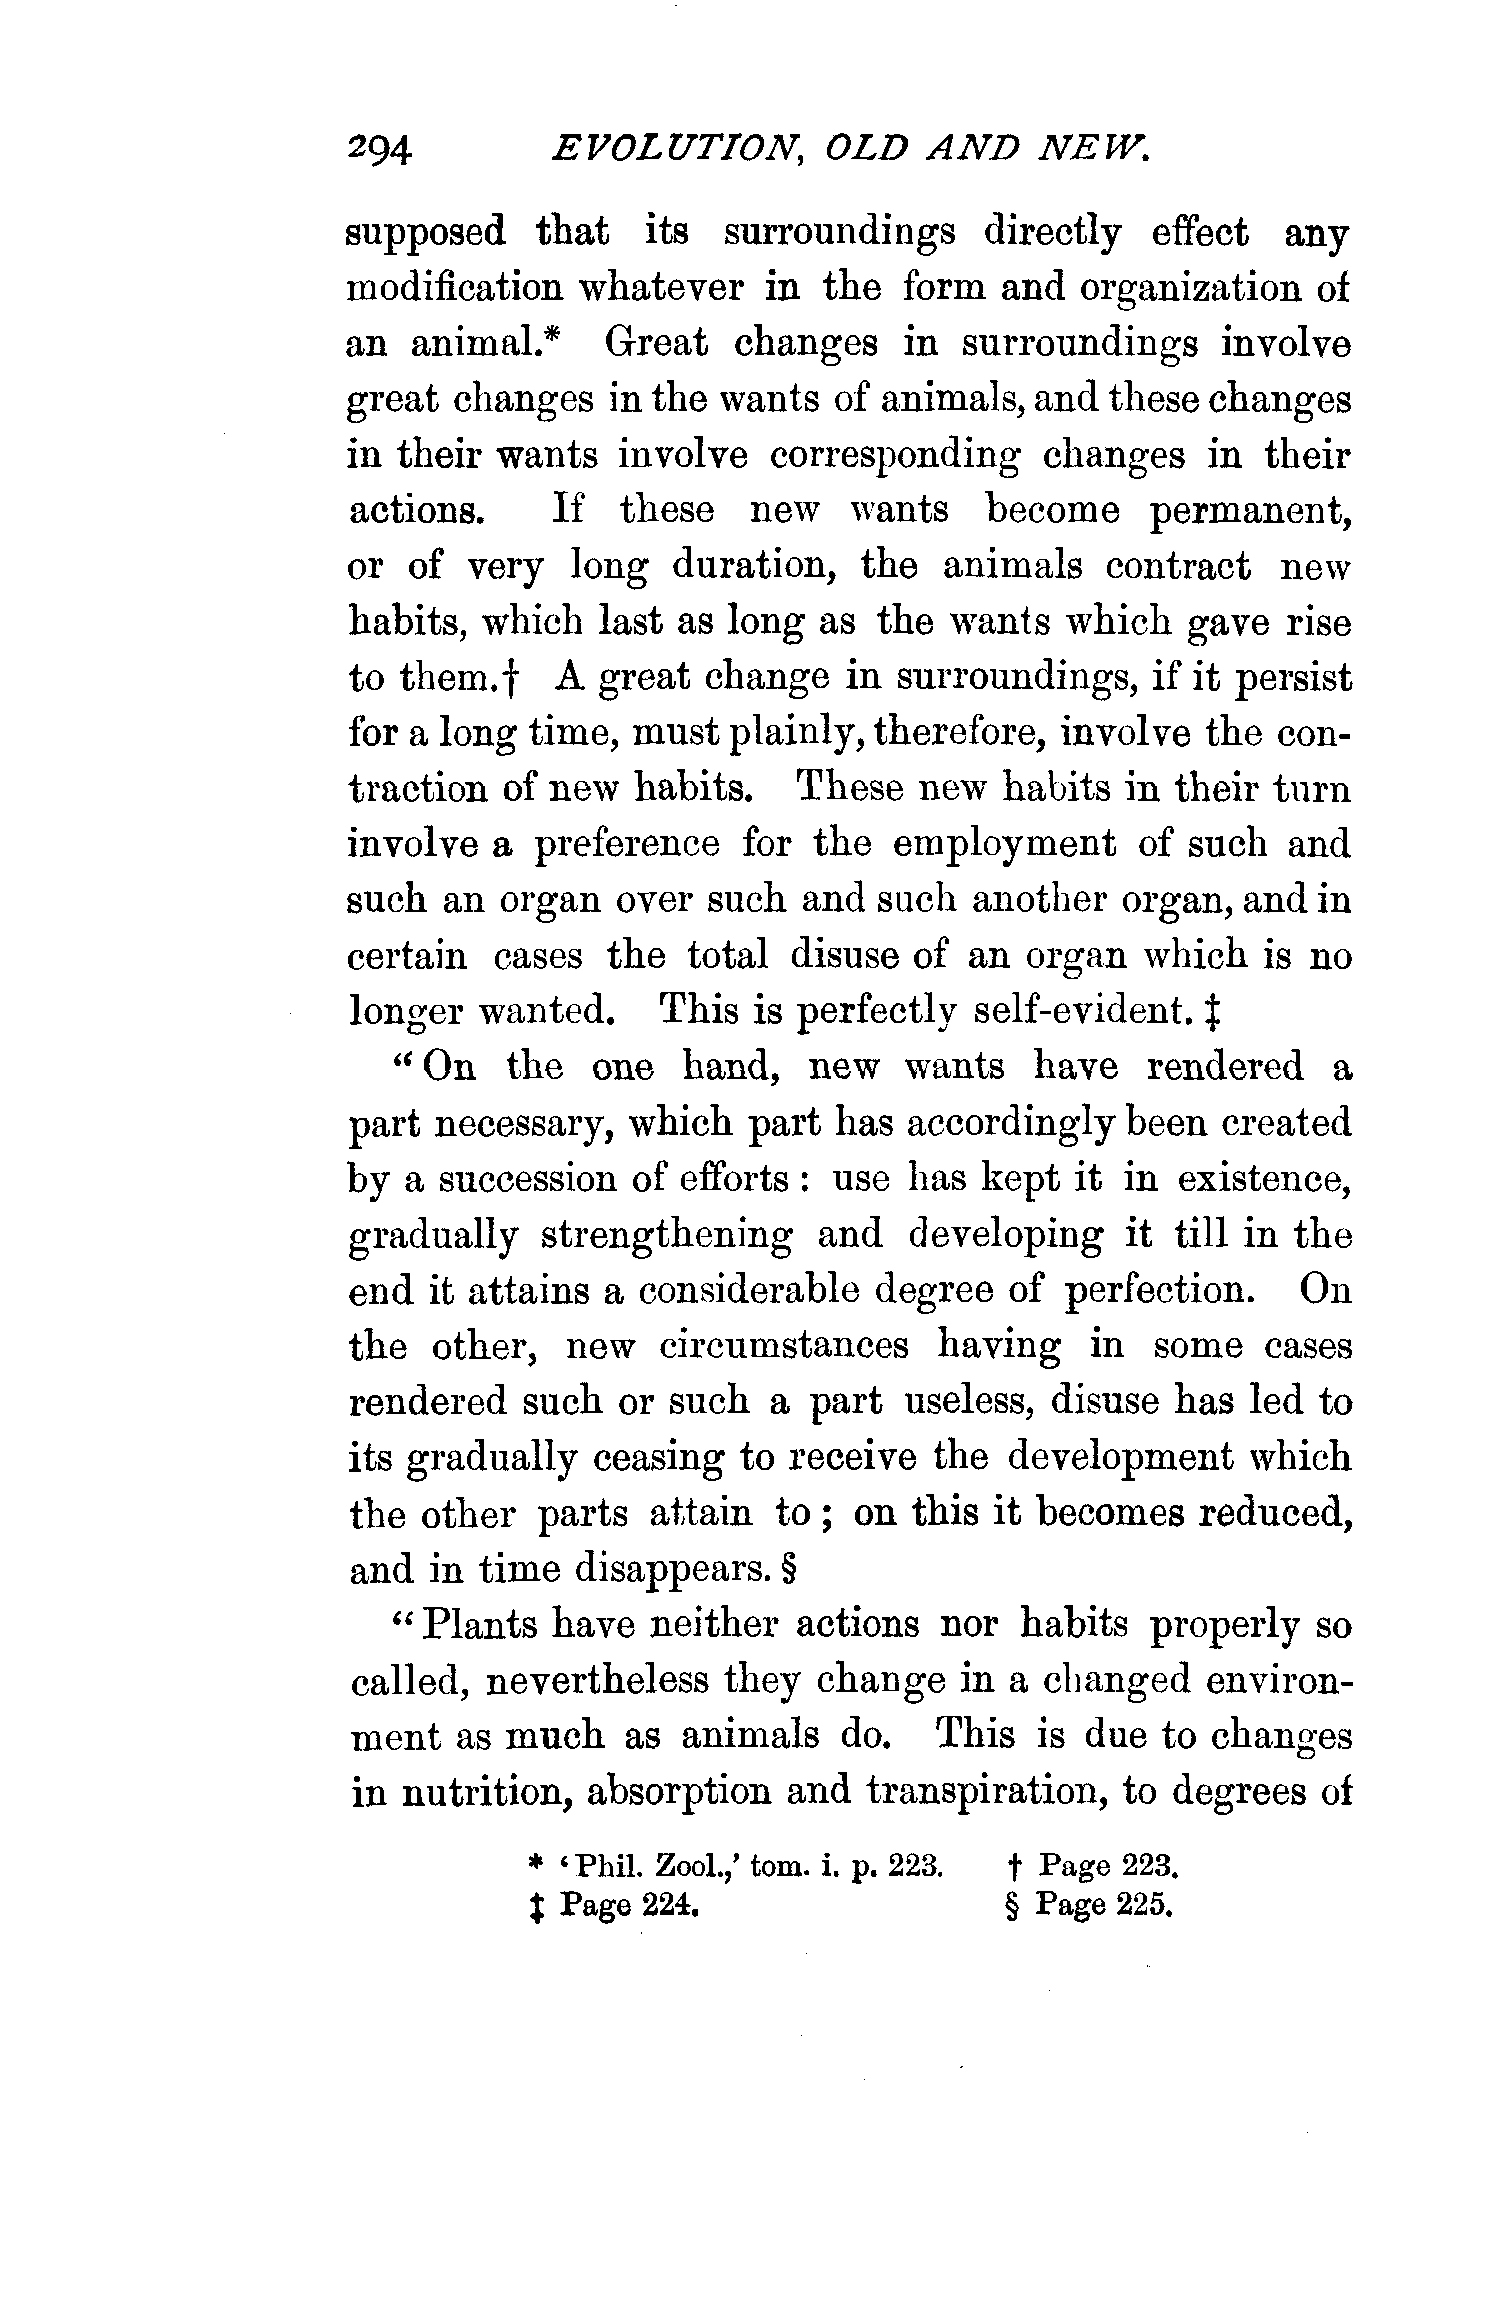 294 EVOLUTION, OLD AND NEW.
supposed that its surroundings directly effect any
modification whatever in the form and organization of
an animal.* Great changes in surroundings involve
great changes in the wants of animals, and these changes
in their wants involve corresponding changes in their
actions. If these new wants become permanent,
or of very long duration, the animals contract new
habits, which last as long as the wants which gave rise
to them.† A great change in surroundings, if it persist
for a long time, must plainly, therefore, involve the con-
traction of new habits. These new habits in their turn
involve a preference for the employment of such and
such an organ over such and such another organ, and in
certain cases the total disuse of an organ which is no
longer wanted. This is perfectly self-evident. ‡
“On the one hand, new wants have rendered a
part necessary, which part has accordingly been created
by a succession of efforts : use has kept it in existence,
gradually strengthening and developing it till in the
end it attains a considerable degree of perfection. On
the other, new circumstances having in some cases
rendered such or such a part useless, disuse has led to
its gradually ceasing to receive the development which
the other parts attain to ; on this it becomes reduced,
and in time disappears. §
“Plants have neither actions nor habits properly so
called, nevertheless they change in a changed environ-
ment as much as animals do. This is due to changes
in nutrition, absorption and transpiration, to degrees of
* ‘Phil. Zool.,’ tom. i. p. 223. † Page 223.
‡ Page 224. § Page 225.